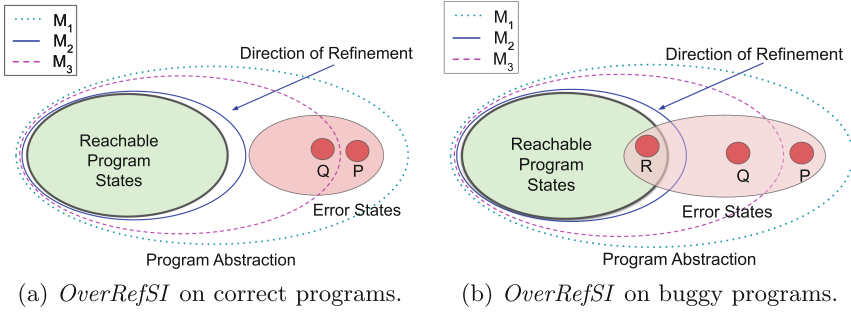 M1
M2
M3
Direction of Refinement
Reachable
Program
States
Q
P
Error States
Program Abstraction
(a) OverRefSI on correct programs.
M1
M2
M3
Direction of Refinement
Reachable
Program
States
R
Q
P
Error States
Program Abstraction
(b) OverRefSI on buggy programs.